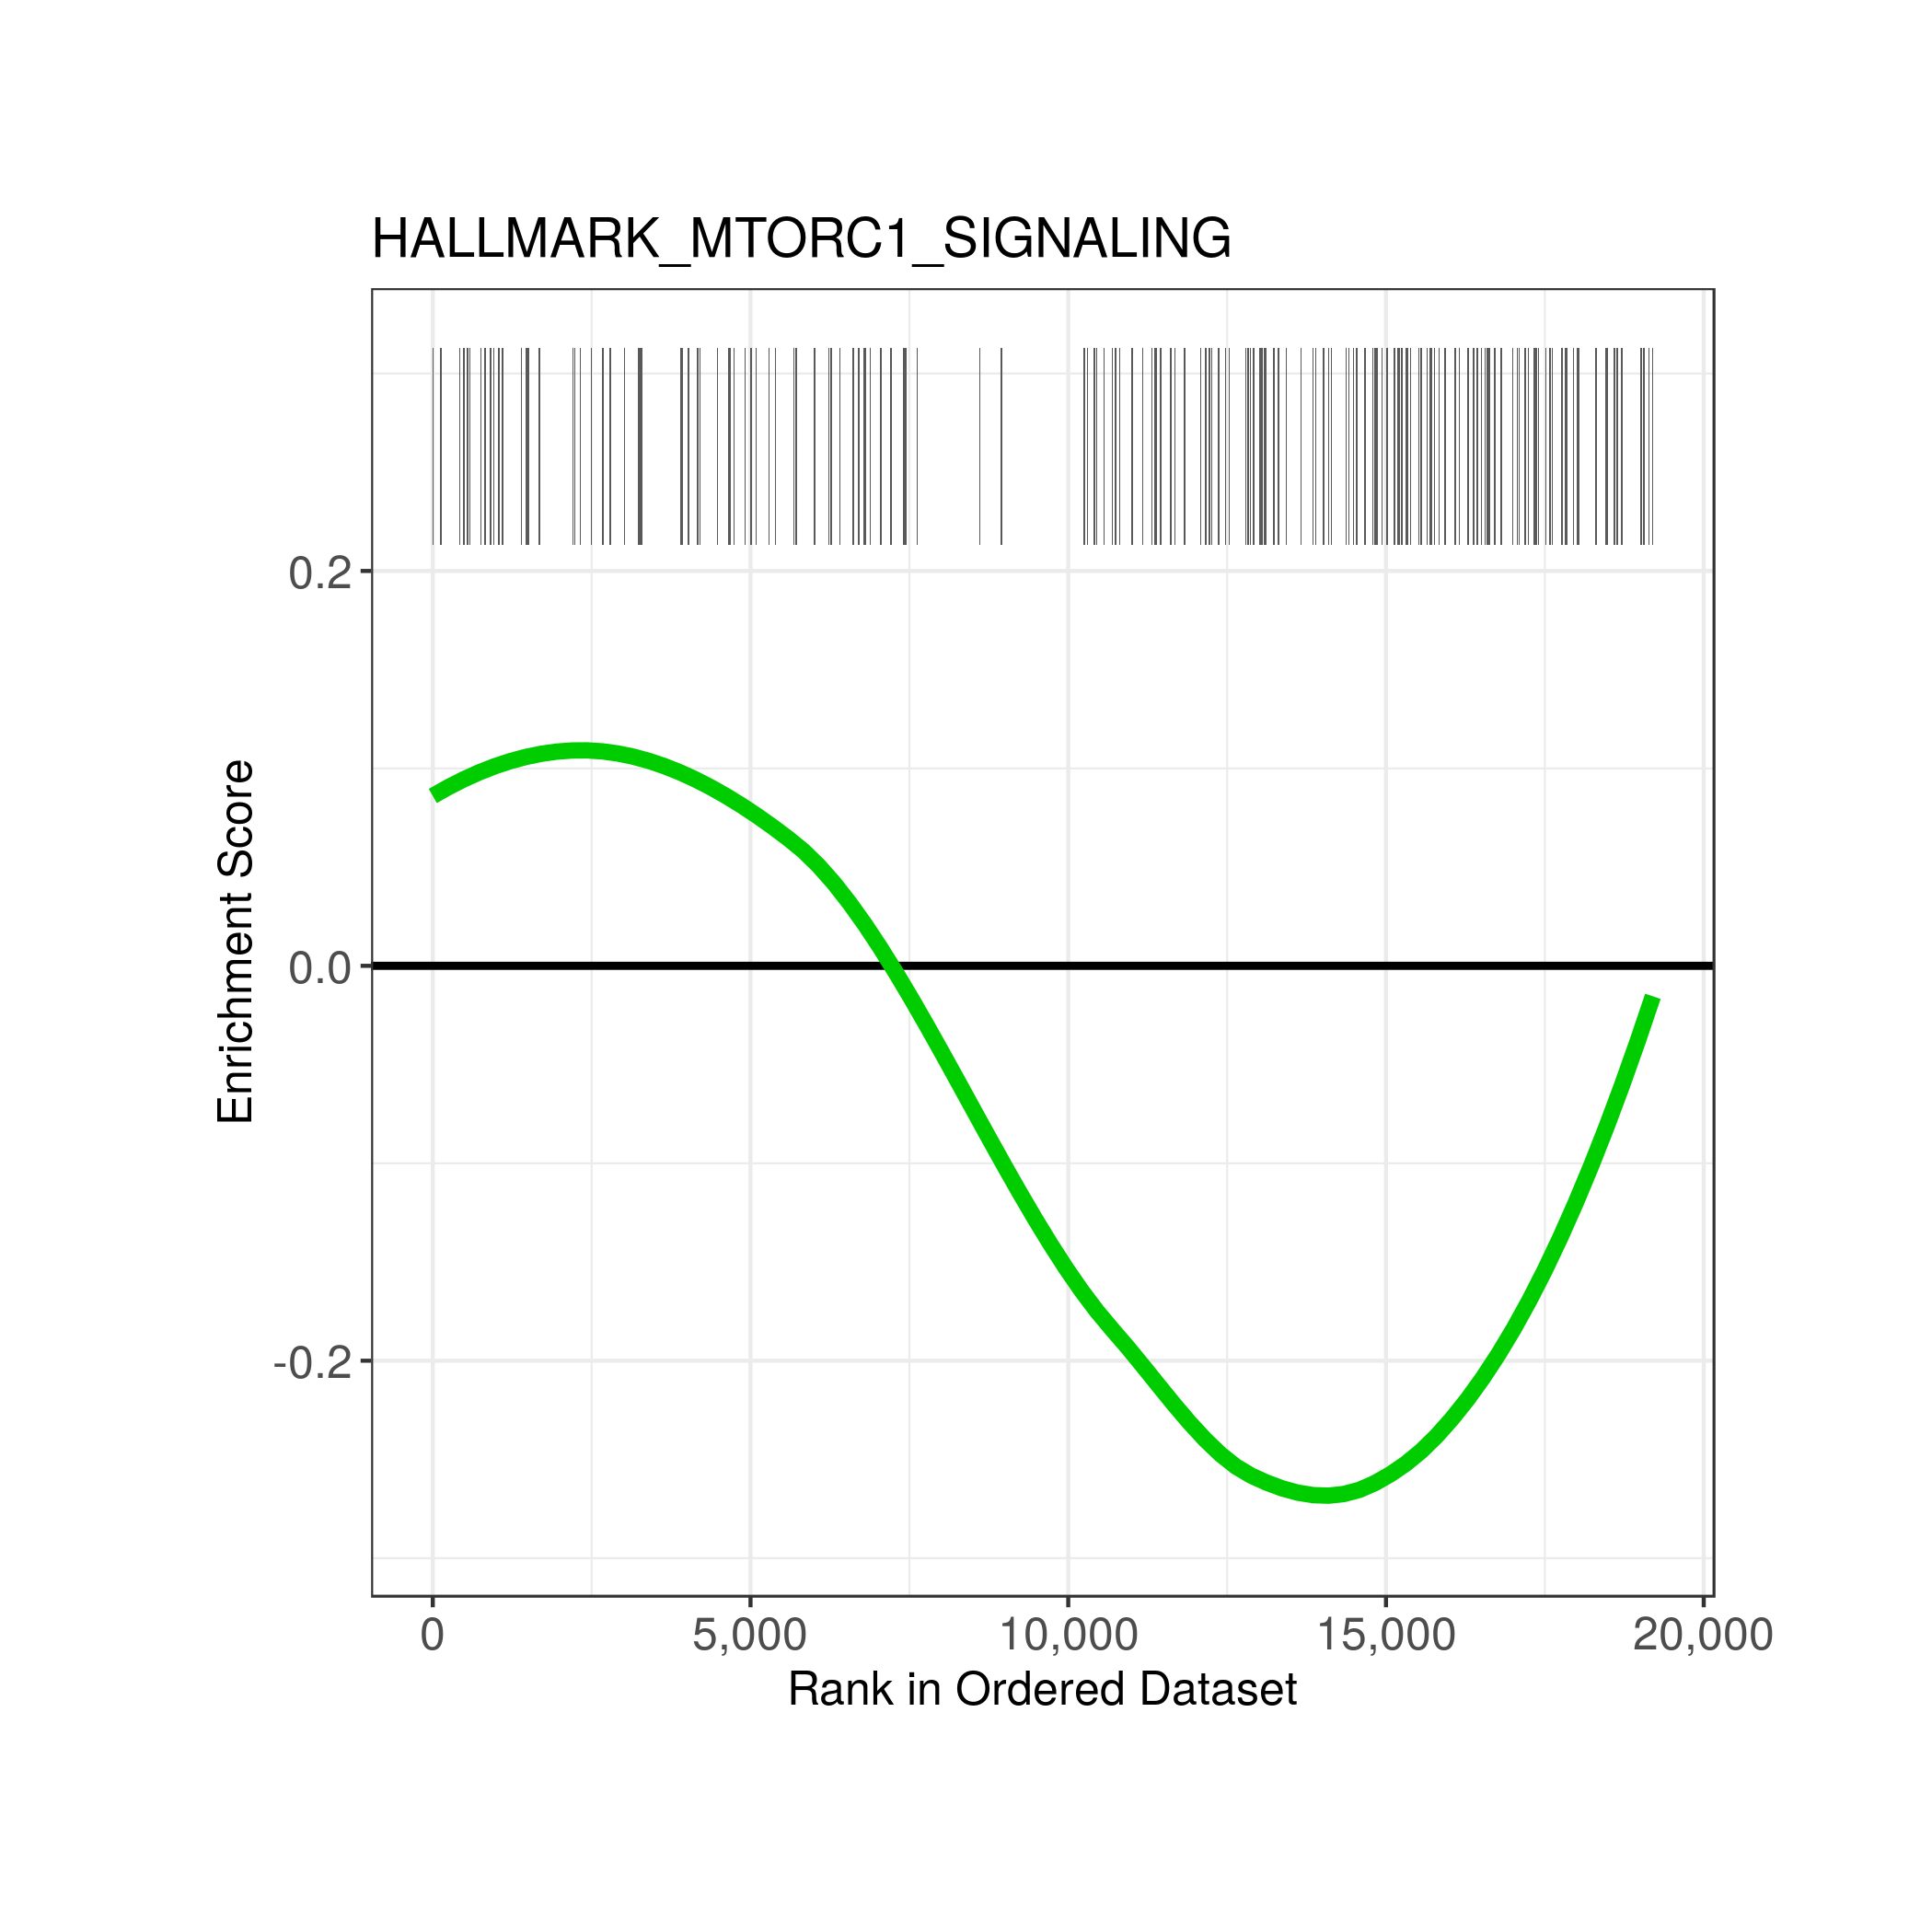 HALLMARK_MTORC1_SIGNALING
0.2
0.0
-0.2
Enrichment Score
0 5,000 10,000 15,000 20,000
Rank in Ordered Dataset